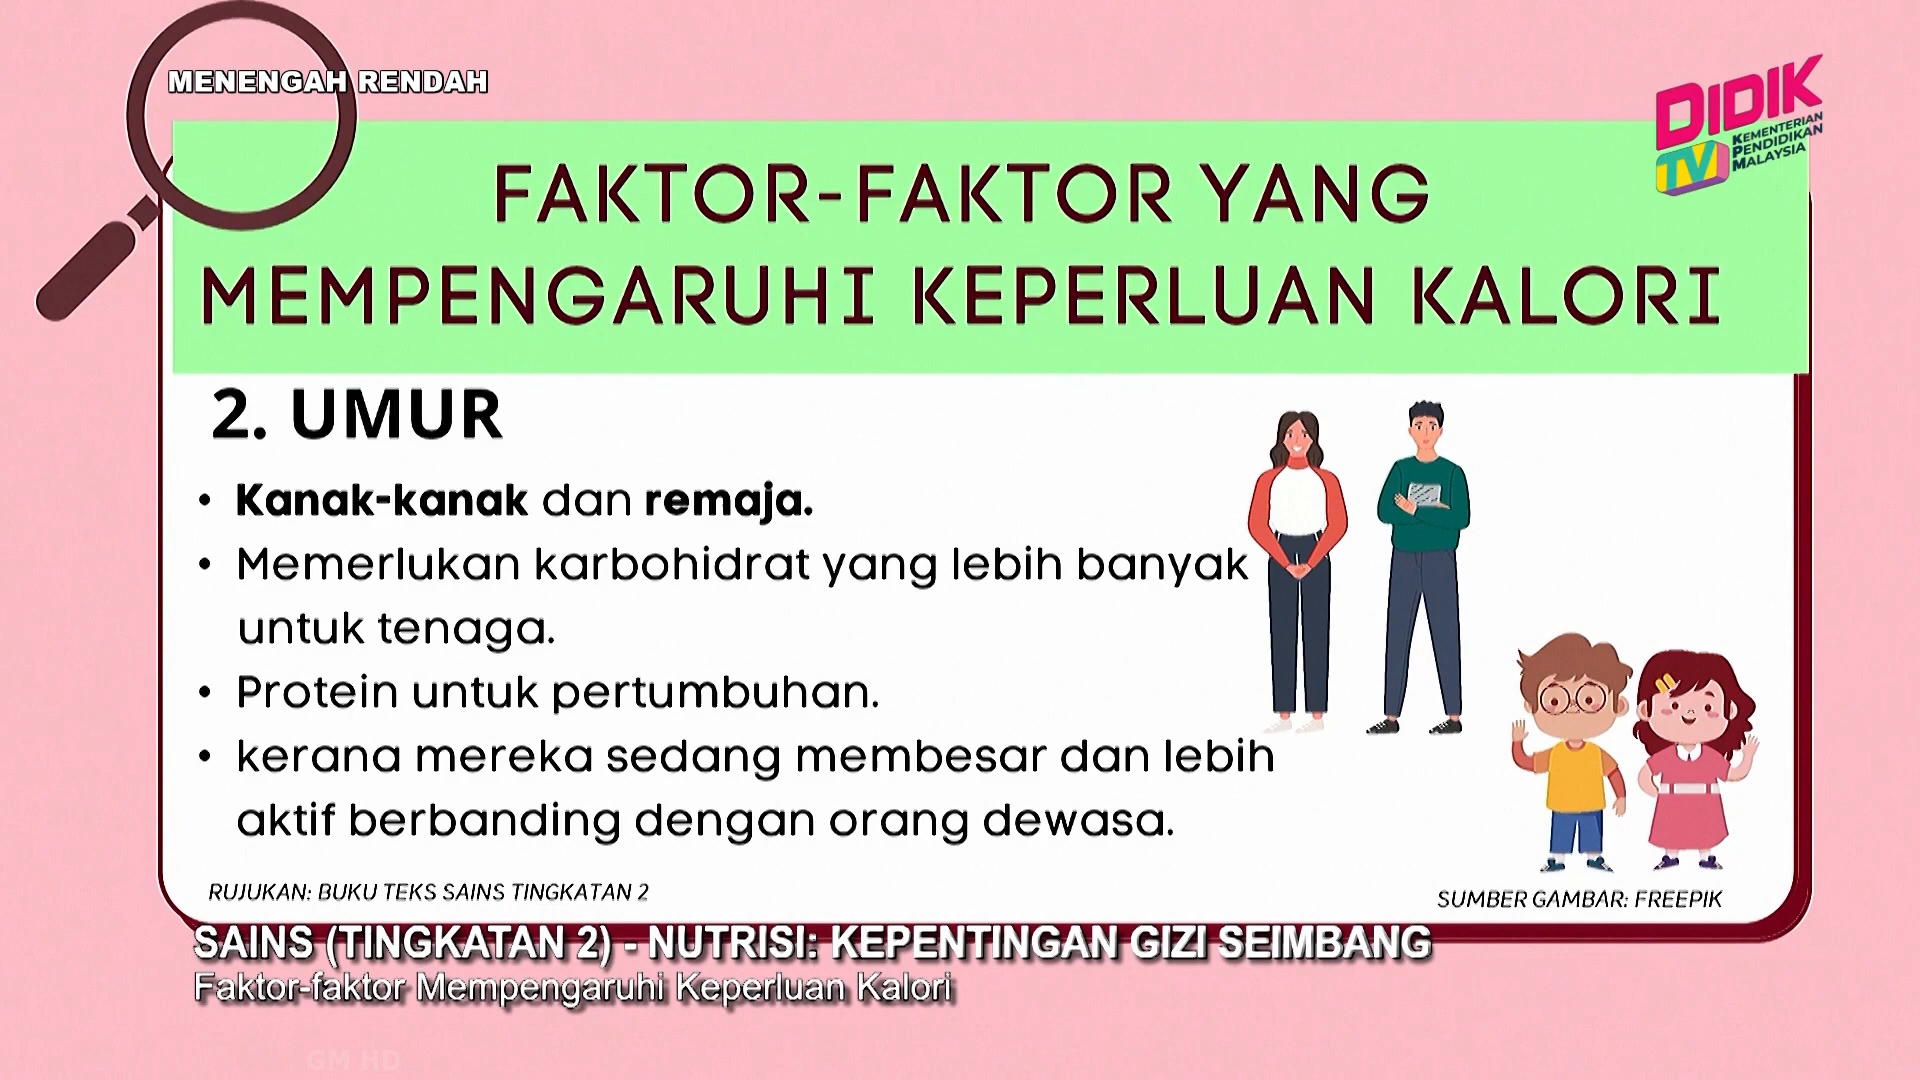 MENENGAH RENDAH
DIDIK
TV
KEMENTERIAN
PENDIDIKAN
MALAYSIA
FAKTOR-FAKTOR YANG
MEMPENGARUHI KEPERLUAN KALORI
2. UMUR
• Kanak-kanak dan remaja.
• Memerlukan karbohidrat yang lebih banyak
untuk tenaga.
• Protein untuk pertumbuhan.
• kerana mereka sedang membesar dan lebih
aktif berbanding dengan orang dewasa.
RUJUKAN: BUKU TEKS SAINS TINGKATAN 2
SUMBER GAMBAR: FREEPIK
SAINS (TINGKATAN 2) - NUTRISI: KEPENTINGAN GIZI SEIMBANG
Faktor-faktor Mempengaruhi Keperluan Kalori
GM HD